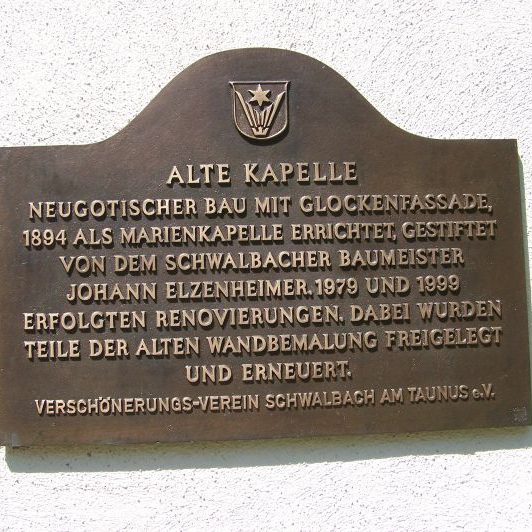 ALTE KAPELLE
NEUGOTISCHER BAU MIT GLOCKENFASSADE,
1894 ALS MARIENKAPELLE ERRICHTET, GESTIFTET
VON DEM SCHWALBACHER BAUMEISTER
JOHANN ELZENHEIMER. 1979 UND 1999
ERFOLGTEN RENOVIERUNGEN. DABEI WURDEN
TEILE DER ALTEN WANDBEMALUNG FREIGELEGT
UND ERNEUERT.
VERSCHÖNERUNGS-VEREIN SCHWALBACH AM TAUNUS e.V.